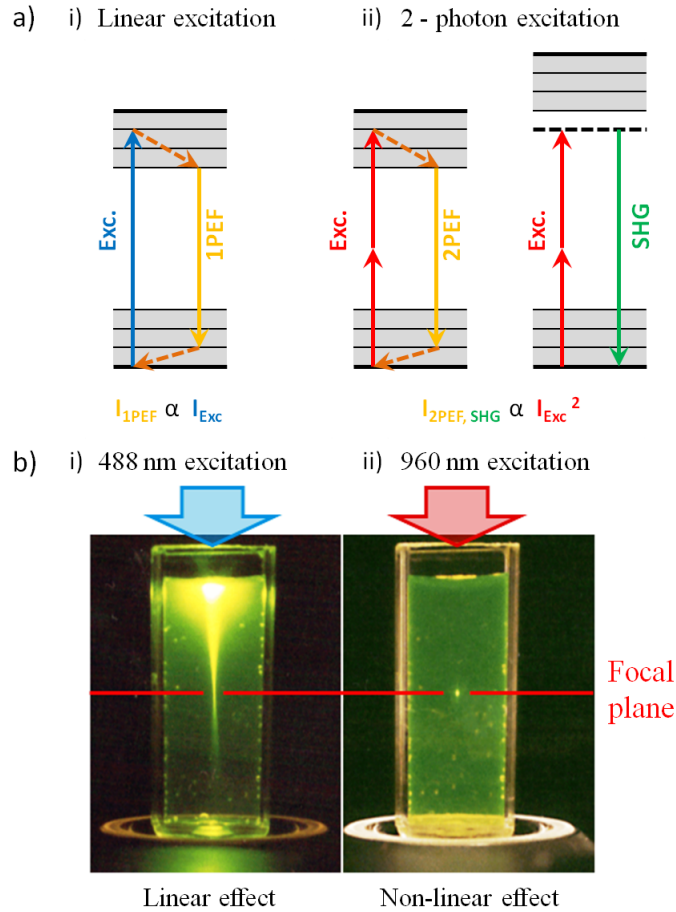 a) i) Linear excitation ii) 2 - photon excitation
Exc. 1PEF Exc. 2PEF Exc. SHG
I1PEF α IExc I2PEF, SHG α IExc 2
b) i) 488 nm excitation ii) 960 nm excitation
Focal
plane
Linear effect Non-linear effect